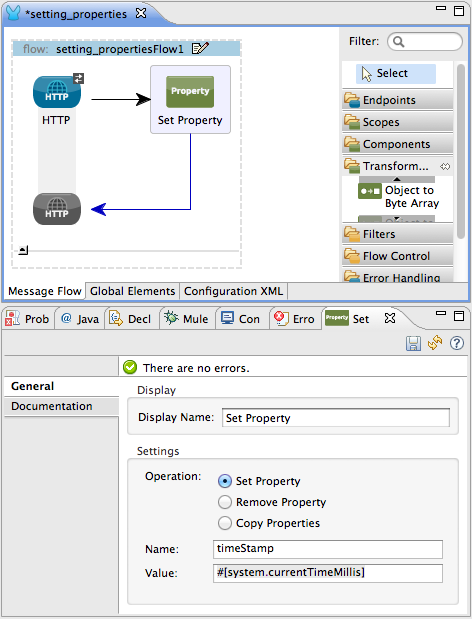 *setting_properties
flow: setting_propertiesFlow1
HTTP
HTTP
Property
Set Property
HTTP
Filter:
Select
Endpoints
Scopes
Components
Transform...
Object to
Byte Array
Object to
Filters
Flow Control
Error Handling
Message Flow Global Elements Configuration XML
Prob @ Java Decl Mule Con Erro Property Set
There are no errors.
General
Documentation
Display
Display Name: Set Property
Settings
Operation: Set Property
Remove Property
Copy Properties
Name: timeStamp
Value: #[system.currentTimeMillis]